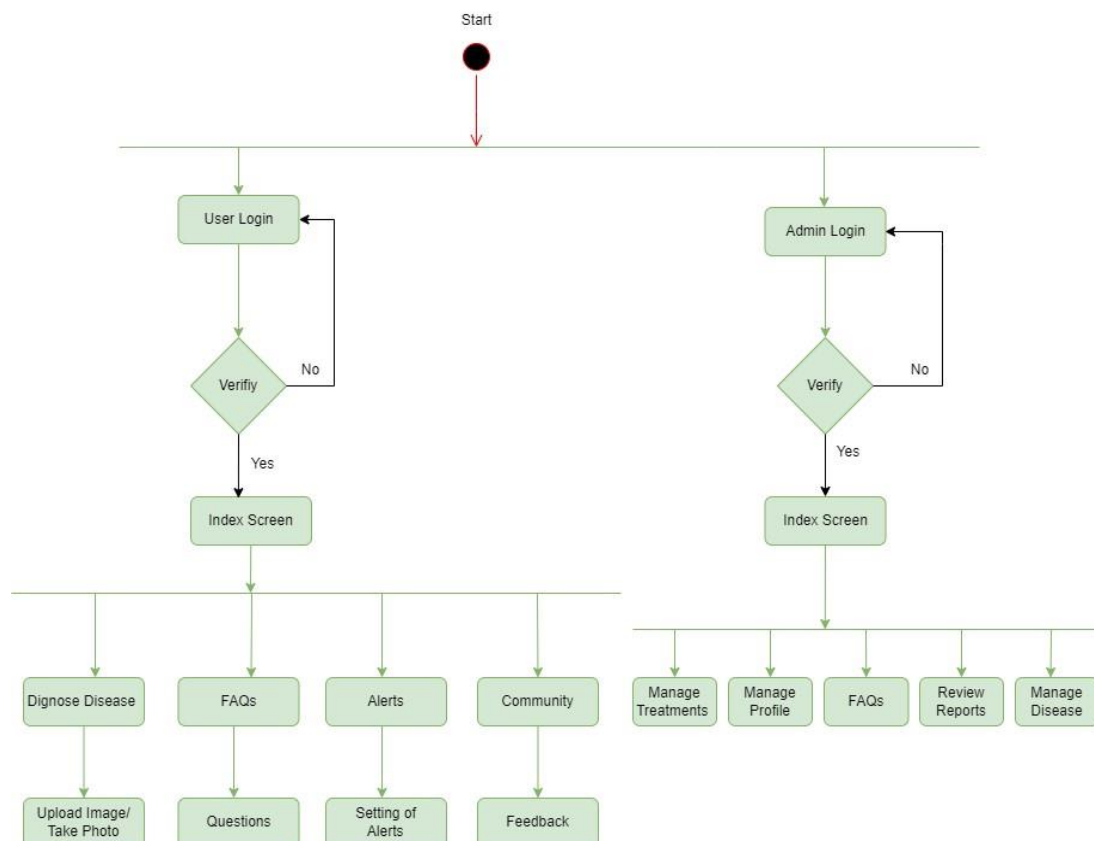 Start
User Login
Admin Login
Verifiy
No
Verify
No
Yes
Yes
Index Screen
Index Screen
Dignose Disease
FAQs
Alerts
Community
Manage
Treatments
Manage
Profile
FAQs
Review
Reports
Manage
Disease
Upload Image/
Take Photo
Questions
Setting of
Alerts
Feedback